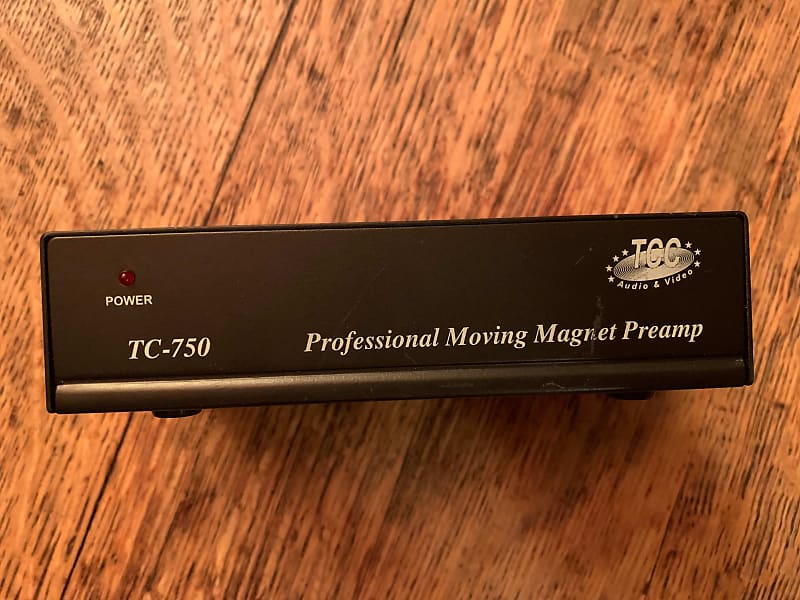 TCC
Audio & Video
POWER
TC-750
Professional Moving Magnet Preamp